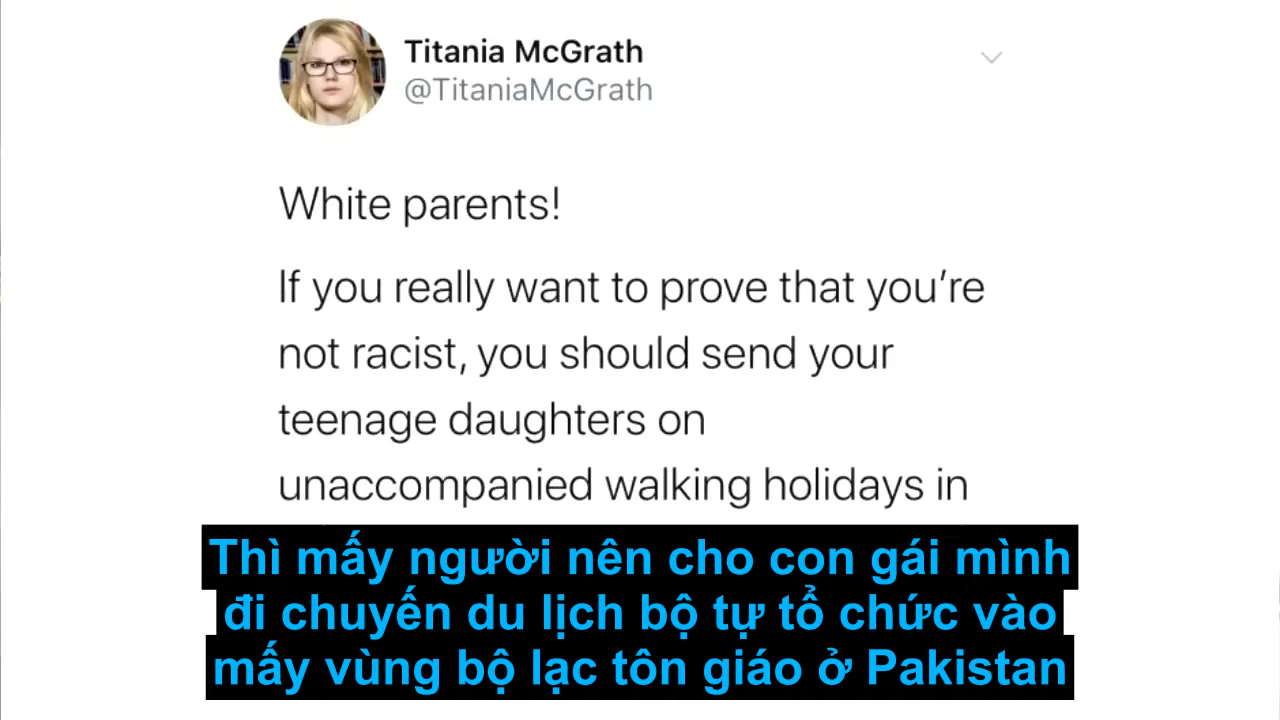 Titania McGrath
@TitaniaMcGrath
White parents!
If you really want to prove that you’re
not racist, you should send your
teenage daughters on
unaccompanied walking holidays in
Thì mấy người nên cho con gái mình
đi chuyến du lịch bộ tự tổ chức vào
mấy vùng bộ lạc tôn giáo ở Pakistan